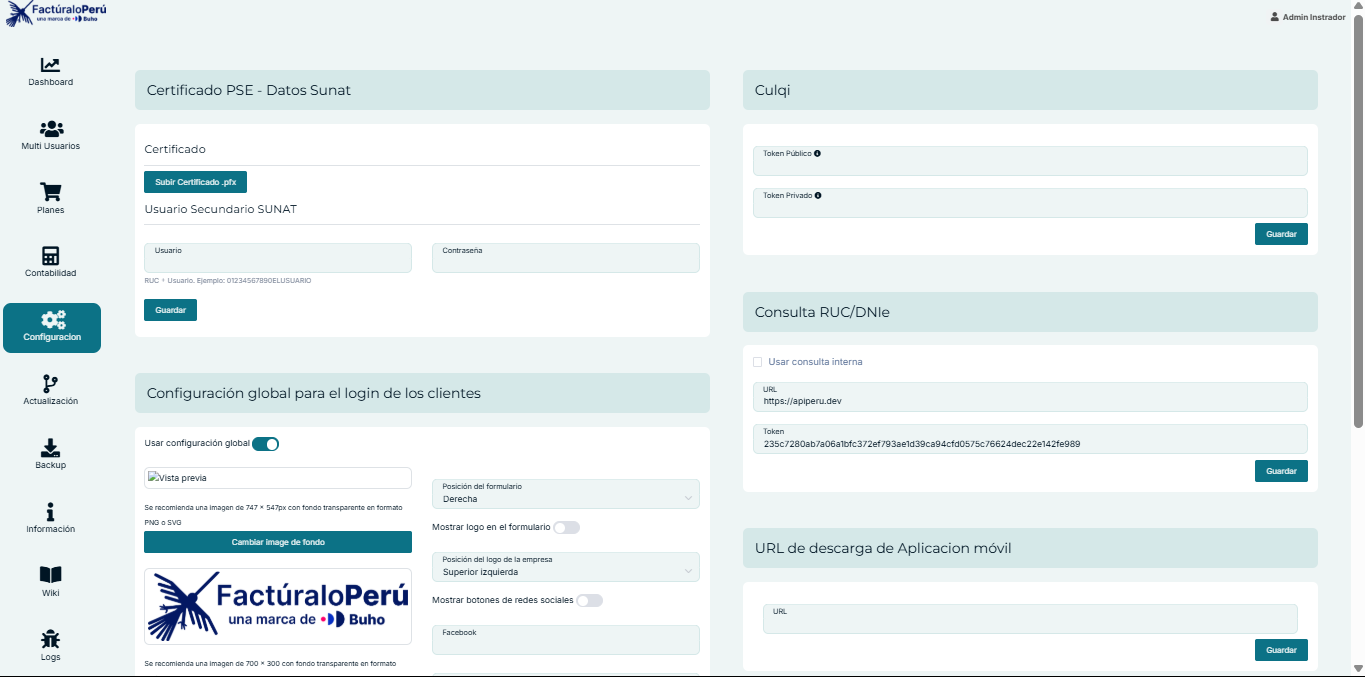 FactúraloPerú
una marca de Buho
Admin Instrador
Dashboard
Multi Usuarios
Planes
Contabilidad
Configuracion
Actualización
Backup
Información
Wiki
Logs
Certificado PSE - Datos Sunat
Certificado
Subir Certificado .pfx
Usuario Secundario SUNAT
Usuario
Contraseña
RUC + Usuario. Ejemplo: 01234567890ELUSUARIO
Guardar
Configuración global para el login de los clientes
Usar configuración global
Vista previa
Se recomienda una imagen de 747 x 547px con fondo transparente en formato
PNG o SVG
Cambiar image de fondo
FactúraloPerú
una marca de Buho
Se recomienda una imagen de 700 x 300 con fondo transparente en formato
Posición del formulario
Derecha
Mostrar logo en el formulario
Posición del logo de la empresa
Superior izquierda
Mostrar botones de redes sociales
Facebook
Culqi
Token Público
Token Privado
Guardar
Consulta RUC/DNIe
Usar consulta interna
URL
https://apiperu.dev
Token
235c7280ab7a06a1bfc372ef793ae1d39ca94cfd0575c76624dec22e142fe989
Guardar
URL de descarga de Aplicacion móvil
URL
Guardar